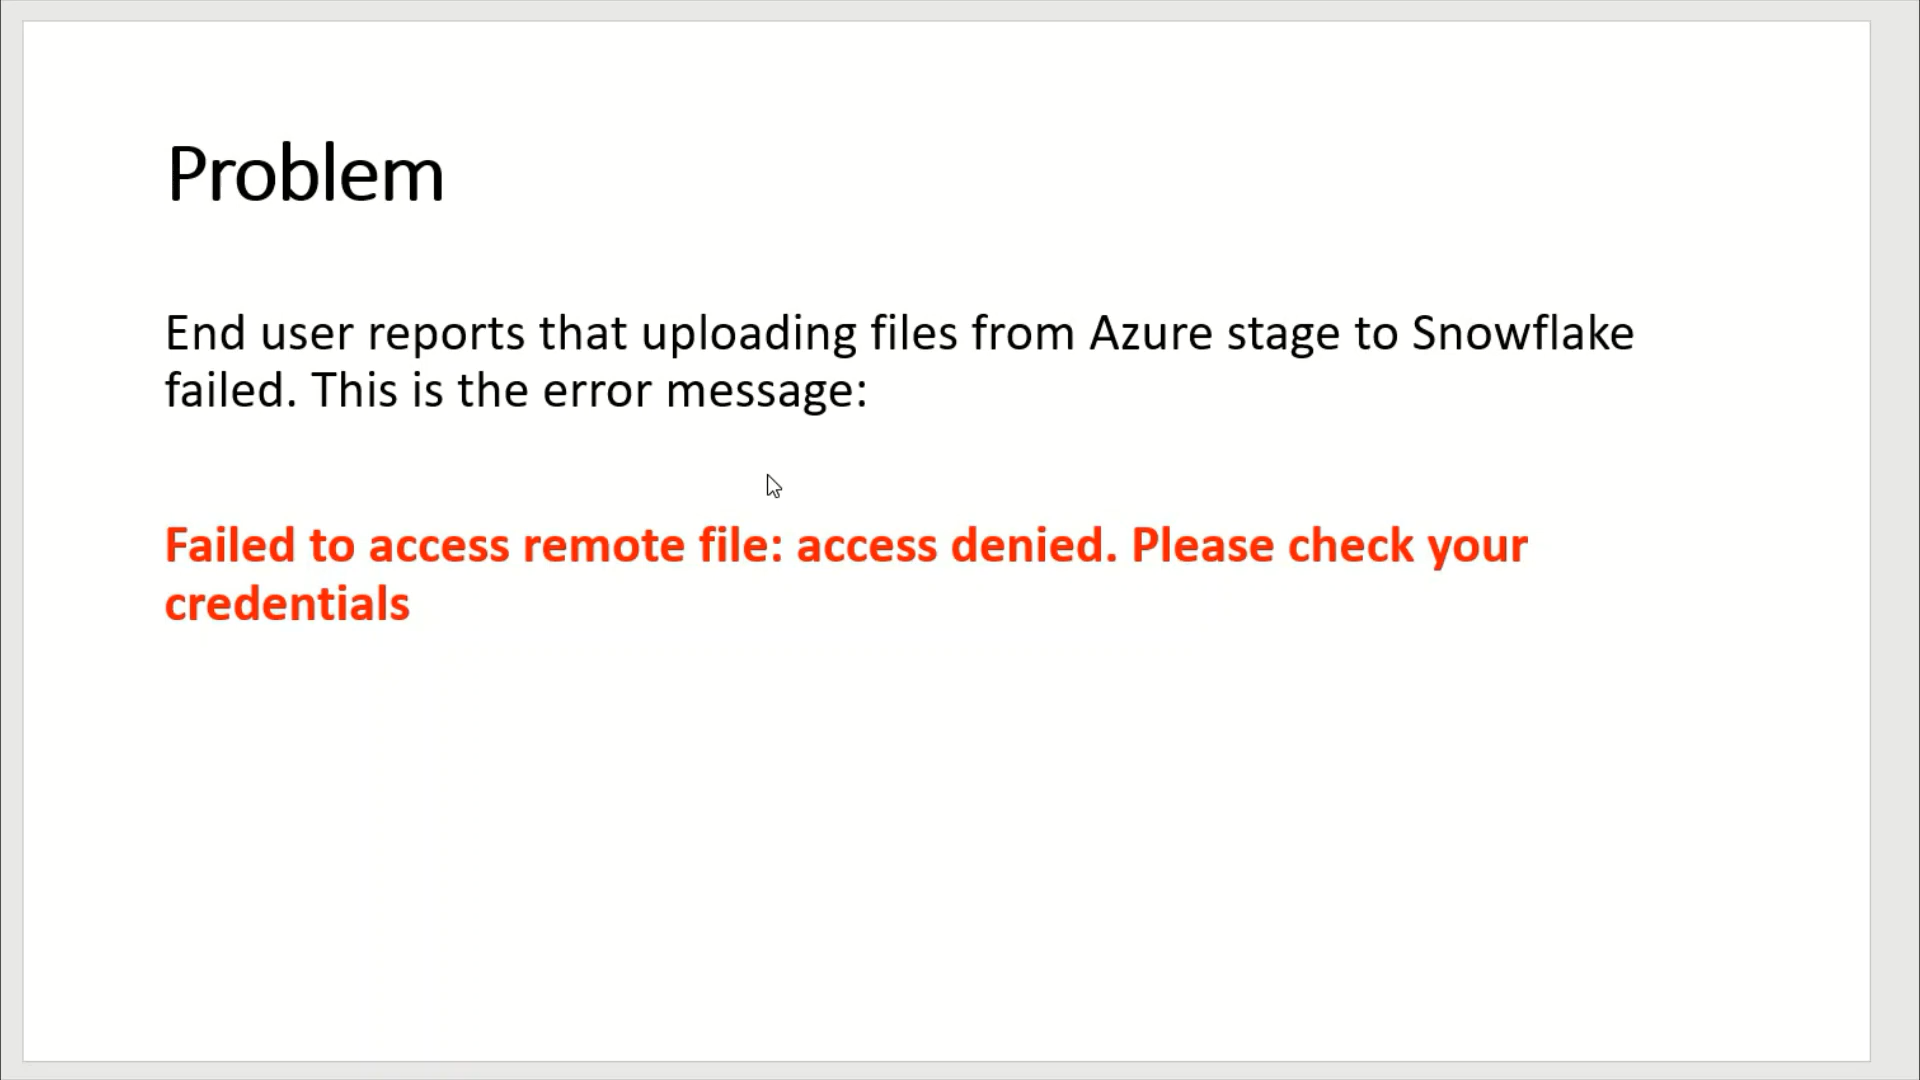 Problem
End user reports that uploading files from Azure stage to Snowflake
failed. This is the error message:
Failed to access remote file: access denied. Please check your
credentials